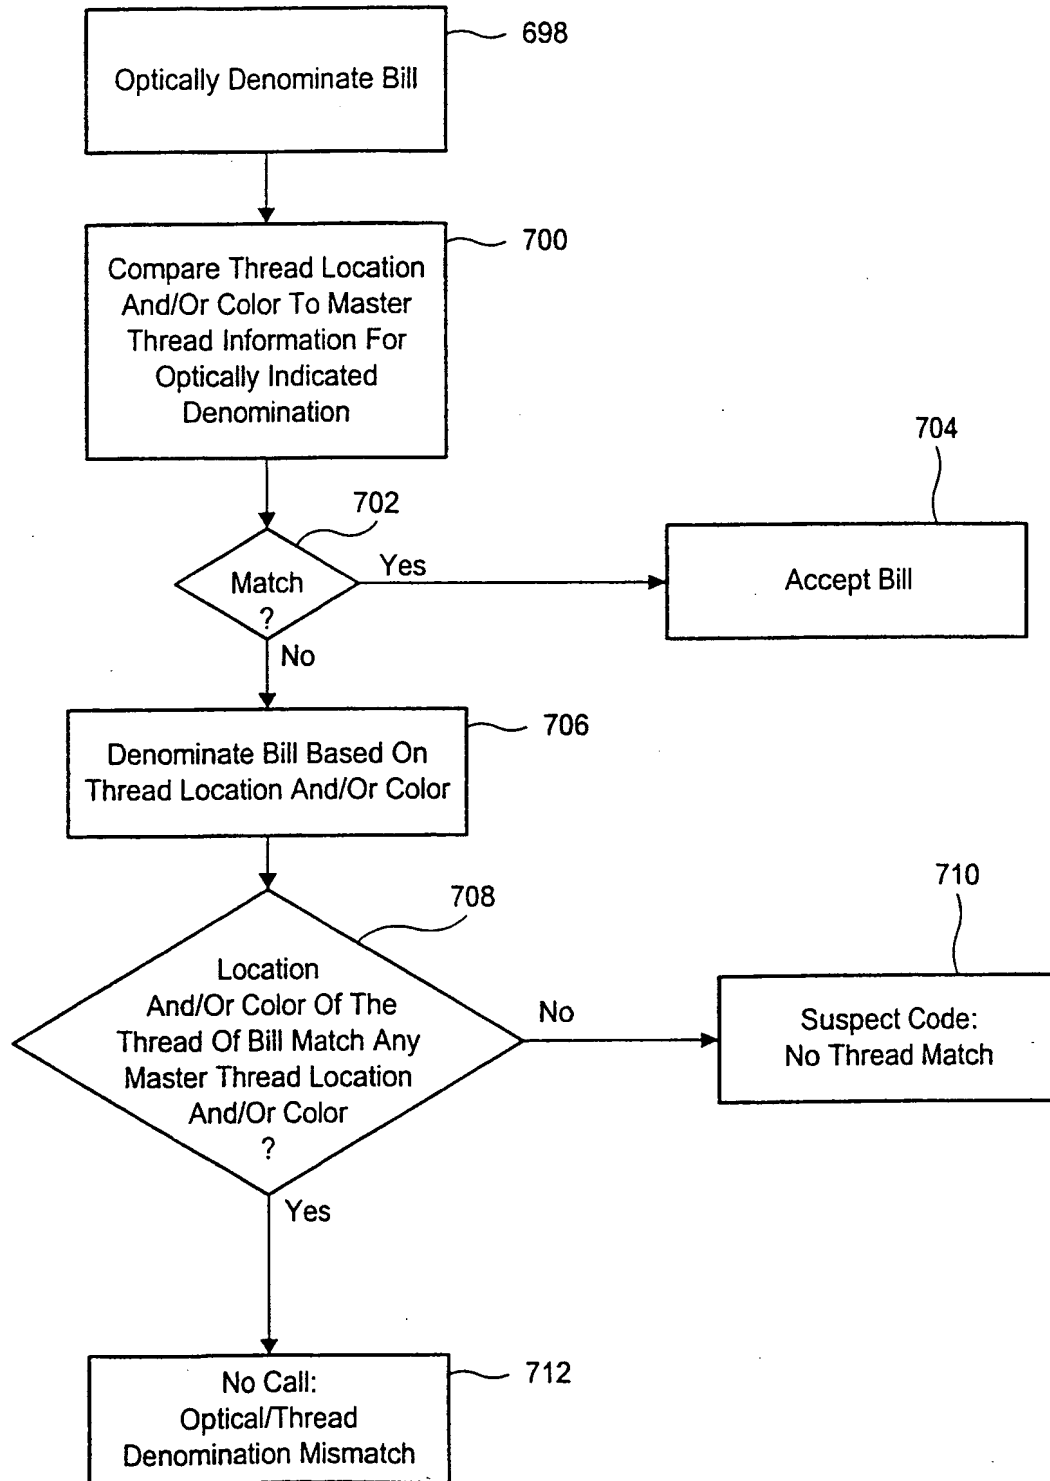 698
Optically Denominate Bill
700
Compare Thread Location
And/Or Color To Master
Thread Information For
Optically Indicated
Denomination
702
704
Match
?
Yes
Accept Bill
No
706
Denominate Bill Based On
Thread Location And/Or Color
708
710
Location
And/Or Color Of The
Thread Of Bill Match Any
Master Thread Location
And/Or Color
?
No
Suspect Code:
No Thread Match
Yes
712
No Call:
Optical/Thread
Denomination Mismatch